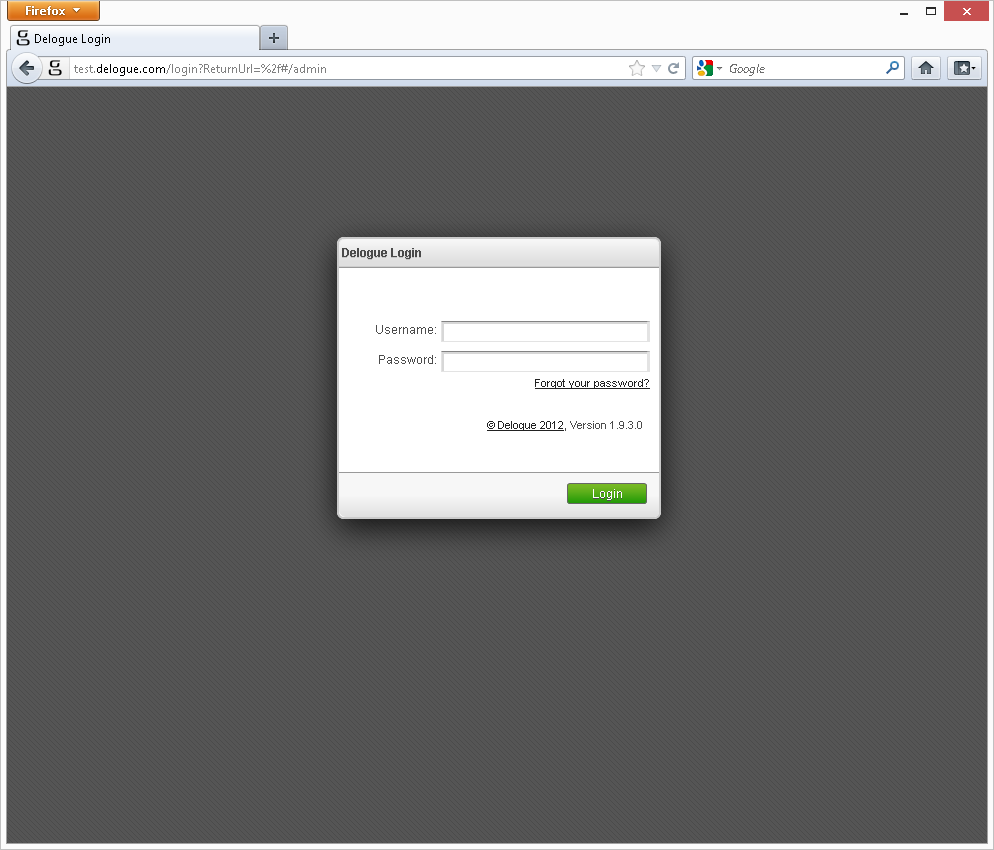 Firefox
Delogue Login
test.delogue.com/login?ReturnUrl=%2f#/admin
Google
Delogue Login
Username:
Password:
Forgot your password?
© Delogue 2012, Version 1.9.3.0
Login